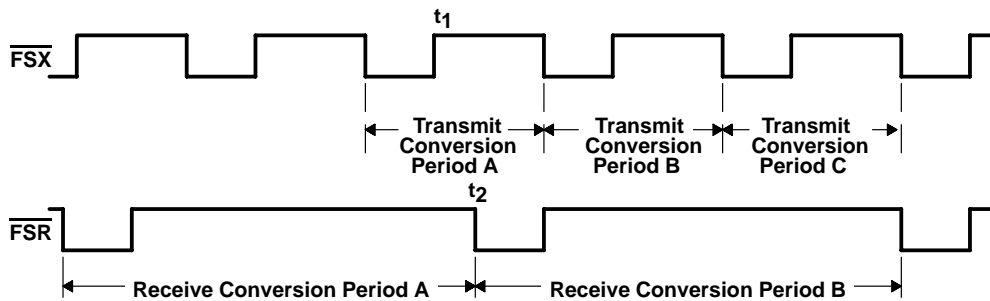 t1
FSX
Transmit
Conversion
Period A
Transmit
Conversion
Period B
Transmit
Conversion
Period C
t2
FSR
Receive Conversion Period A
Receive Conversion Period B